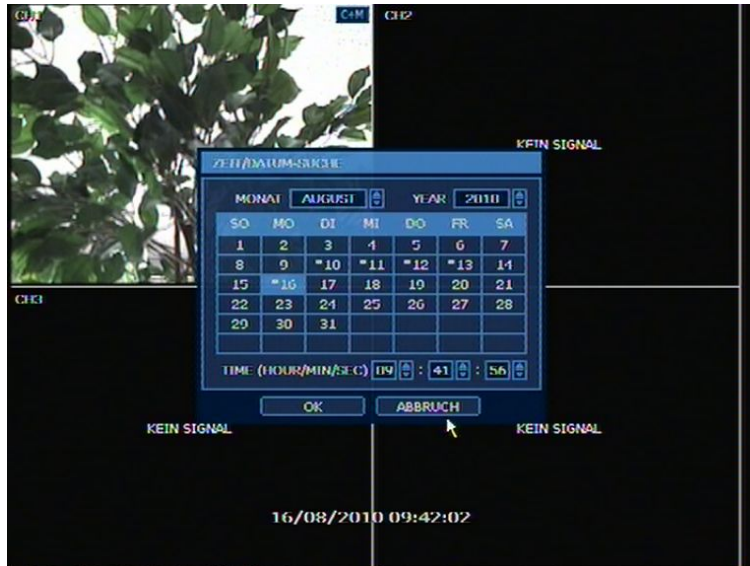 CH1
C+M
CH2
KEIN SIGNAL
ZEIT/DATUM-SUCHE
MONAT AUGUST YEAR 2010
SO MO DI MI DO FR SA
1 2 3 4 5 6 7
8 9 "10 "11 "12 "13 14
15 "16 17 18 19 20 21
22 23 24 25 26 27 28
29 30 31
TIME (HOUR/MIN/SEC) 09 : 41 : 56
OK ABBRUCH
CH3
KEIN SIGNAL
KEIN SIGNAL
16/08/2010 09:42:02